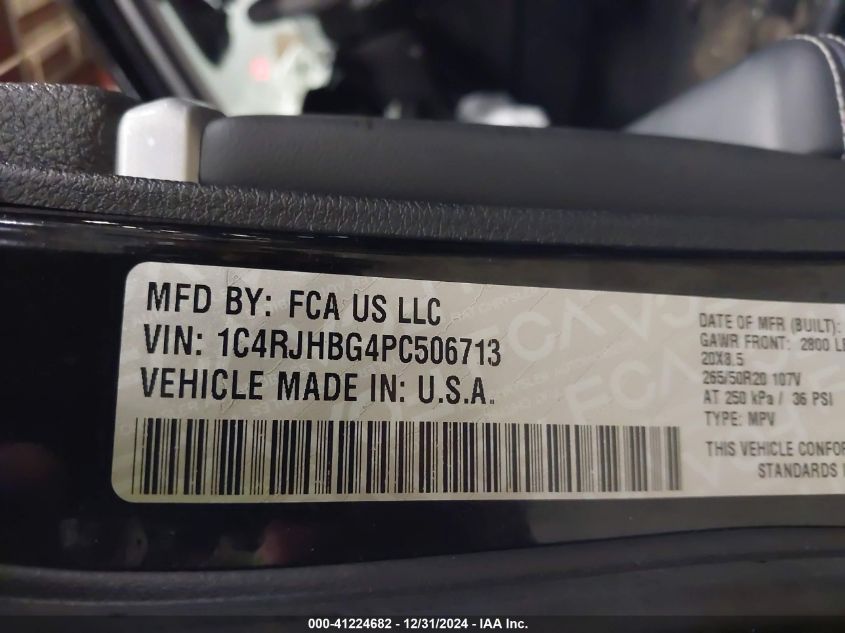 MFD BY: FCA US LLC
VIN: 1C4RJHBG4PC506713
VEHICLE MADE IN: U.S.A.
DATE OF MFR (BUILT):
GAWR FRONT: 2800 LB
20X8.5
265/50R20 107V
AT 250 kPa / 36 PSI
TYPE: MPV
THIS VEHICLE CONFOR
STANDARDS
000-41224682 - 12/31/2024 - IAA Inc.